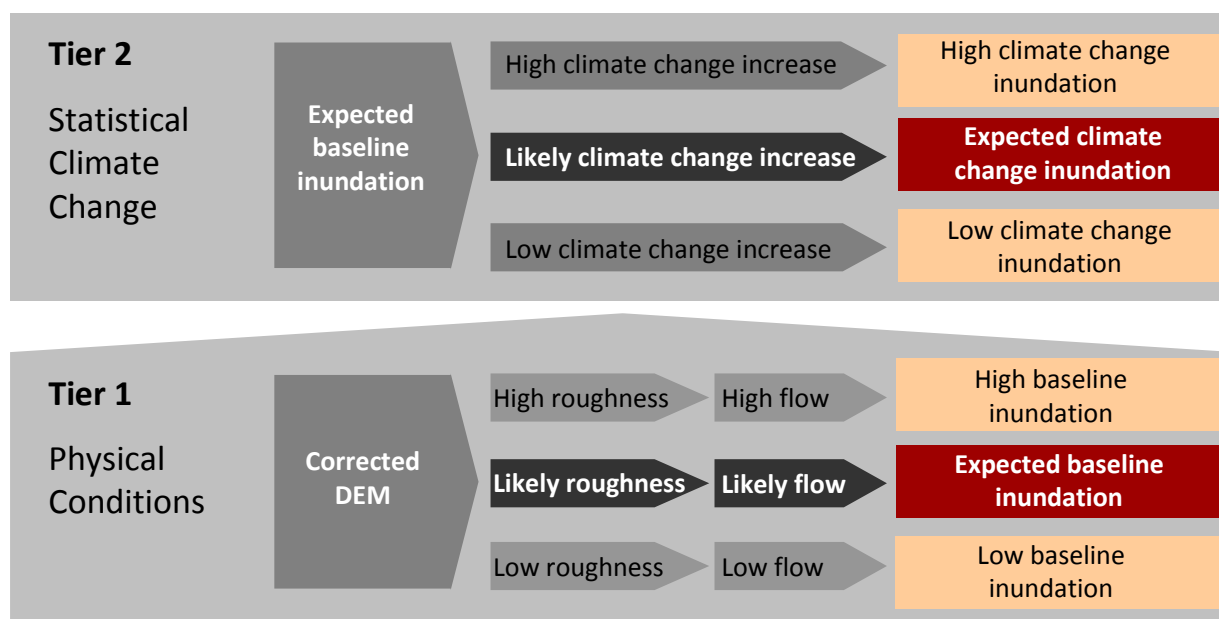 Tier 2
Statistical
Climate
Change
Expected
baseline
inundation
High climate change increase
High climate change
inundation
Likely climate change increase
Expected climate
change inundation
Low climate change increase
Low climate change
inundation
Tier 1
Physical
Conditions
Corrected
DEM
High roughness
High flow
High baseline
inundation
Likely roughness
Likely flow
Expected baseline
inundation
Low roughness
Low flow
Low baseline
inundation